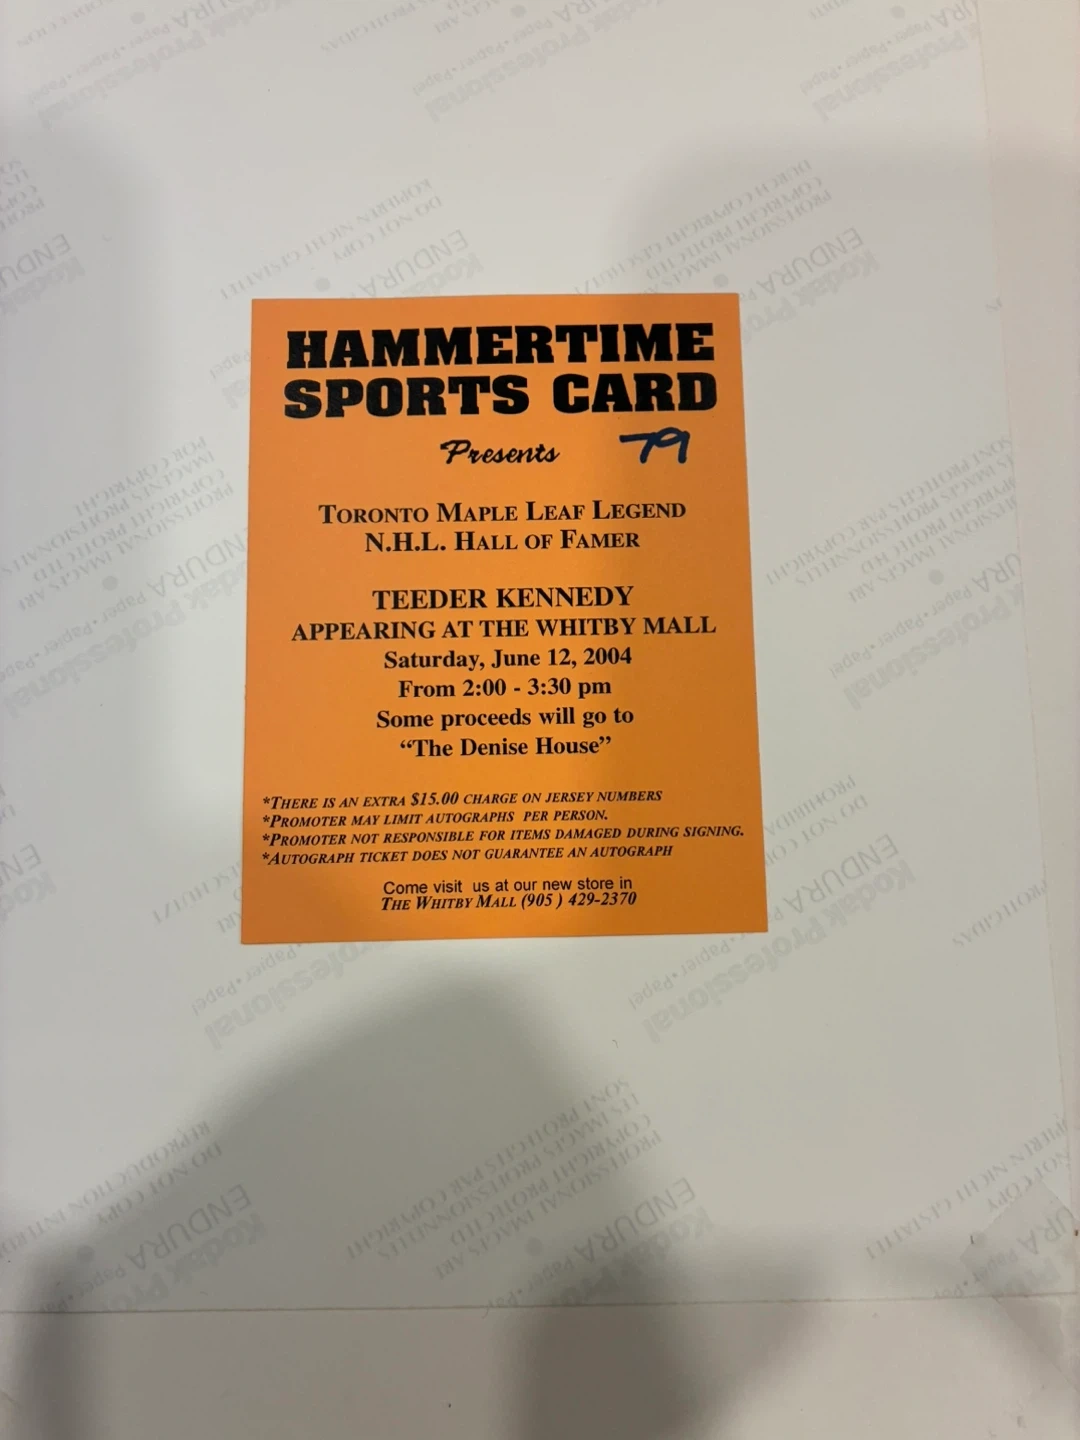 HAMMERTIME
SPORTS CARD
Presents 79
TORONTO MAPLE LEAF LEGEND
N.H.L. HALL OF FAMER
TEEDER KENNEDY
APPEARING AT THE WHITBY MALL
Saturday, June 12, 2004
From 2:00 - 3:30 pm
Some proceeds will go to
“The Denise House”
*THERE IS AN EXTRA $15.00 CHARGE ON JERSEY NUMBERS
*PROMOTER MAY LIMIT AUTOGRAPHS PER PERSON.
*PROMOTER NOT RESPONSIBLE FOR ITEMS DAMAGED DURING SIGNING.
*AUTOGRAPH TICKET DOES NOT GUARANTEE AN AUTOGRAPH
Come visit us at our new store in
THE WHITBY MALL (905 ) 429-2370